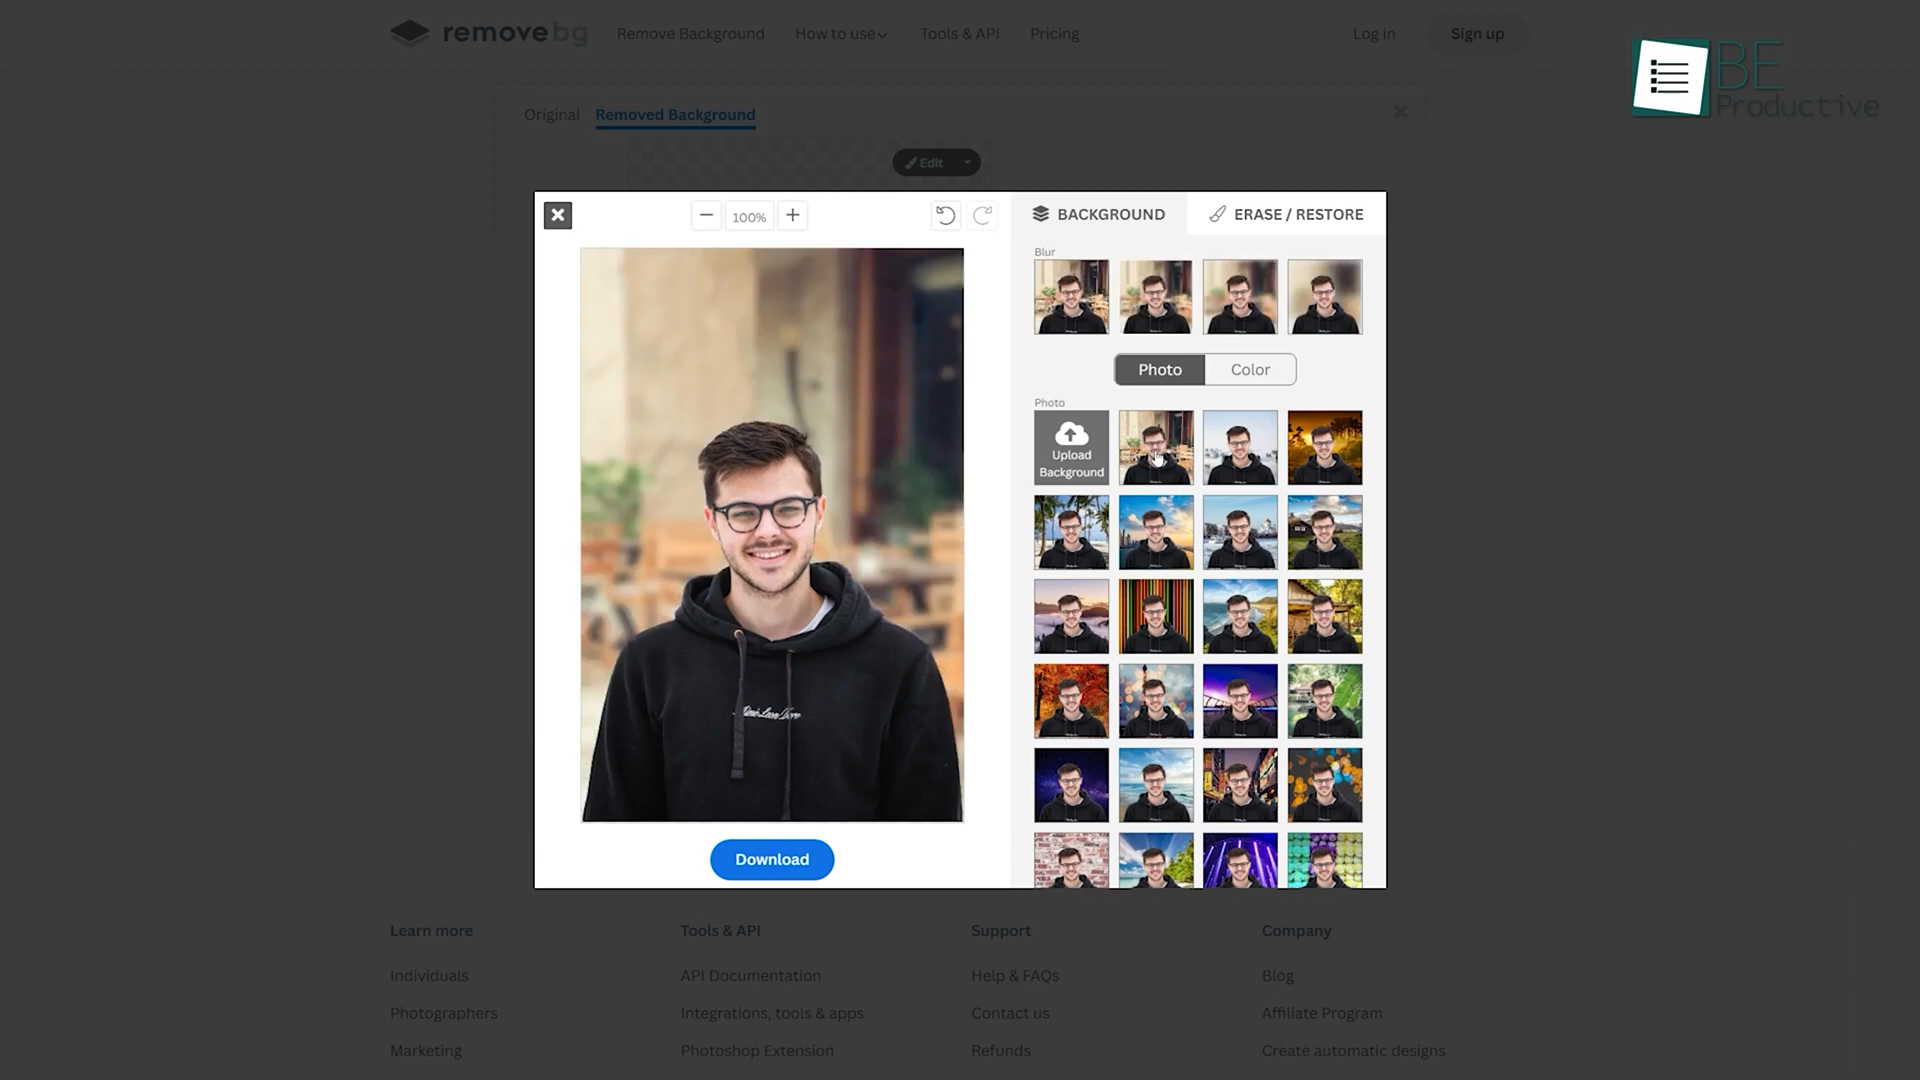 removebg
Remove Background
How to use
Tools & API
Pricing
Log in
Sign up
BE
Productive
Original
Removed Background
Edit
100%
BACKGROUND
ERASE / RESTORE
Blur
Photo
Color
Photo
Upload
Background
Download
Learn more
Tools & API
Support
Company
Individuals
API Documentation
Help & FAQs
Blog
Photographers
Integrations, tools & apps
Contact us
Affiliate Program
Marketing
Photoshop Extension
Refunds
Create automatic designs